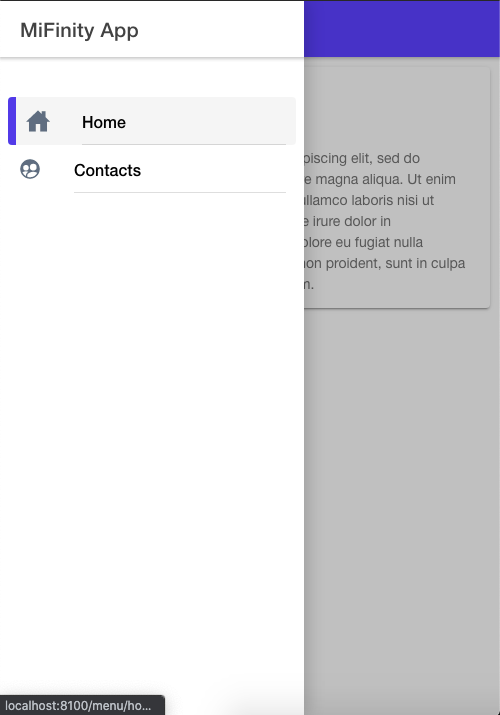 MiFinity App
Home
Contacts
piscing elit, sed do
e magna aliqua. Ut enim
ullamco laboris nisi ut
e irure dolor in
olore eu fugiat nulla
non proident, sunt in culpa
m.
localhost:8100/menu/ho...